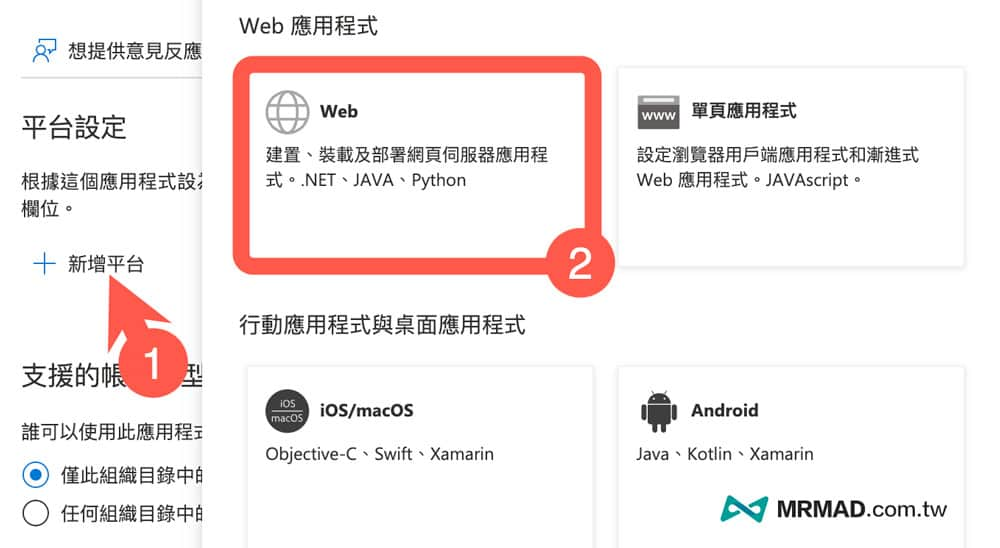 想提供意見反應
平台設定
根據這個應用程式設
欄位。
新增平台
1
支援的帳 型
誰可以使用此應用程式
僅此組織目錄中的
任何組織目錄中的
Web 應用程式
Web
建置、裝載及部署網頁伺服器應用程
式。.NET、JAVA、Python
2
WWW
單頁應用程式
設定瀏覽器用戶端應用程式和漸進式
Web 應用程式。JAVAscript。
行動應用程式與桌面應用程式
iOS
macOS
iOS/macOS
Objective-C、Swift、Xamarin
Android
Java、Kotlin、Xamarin
MRMAD.com.tw